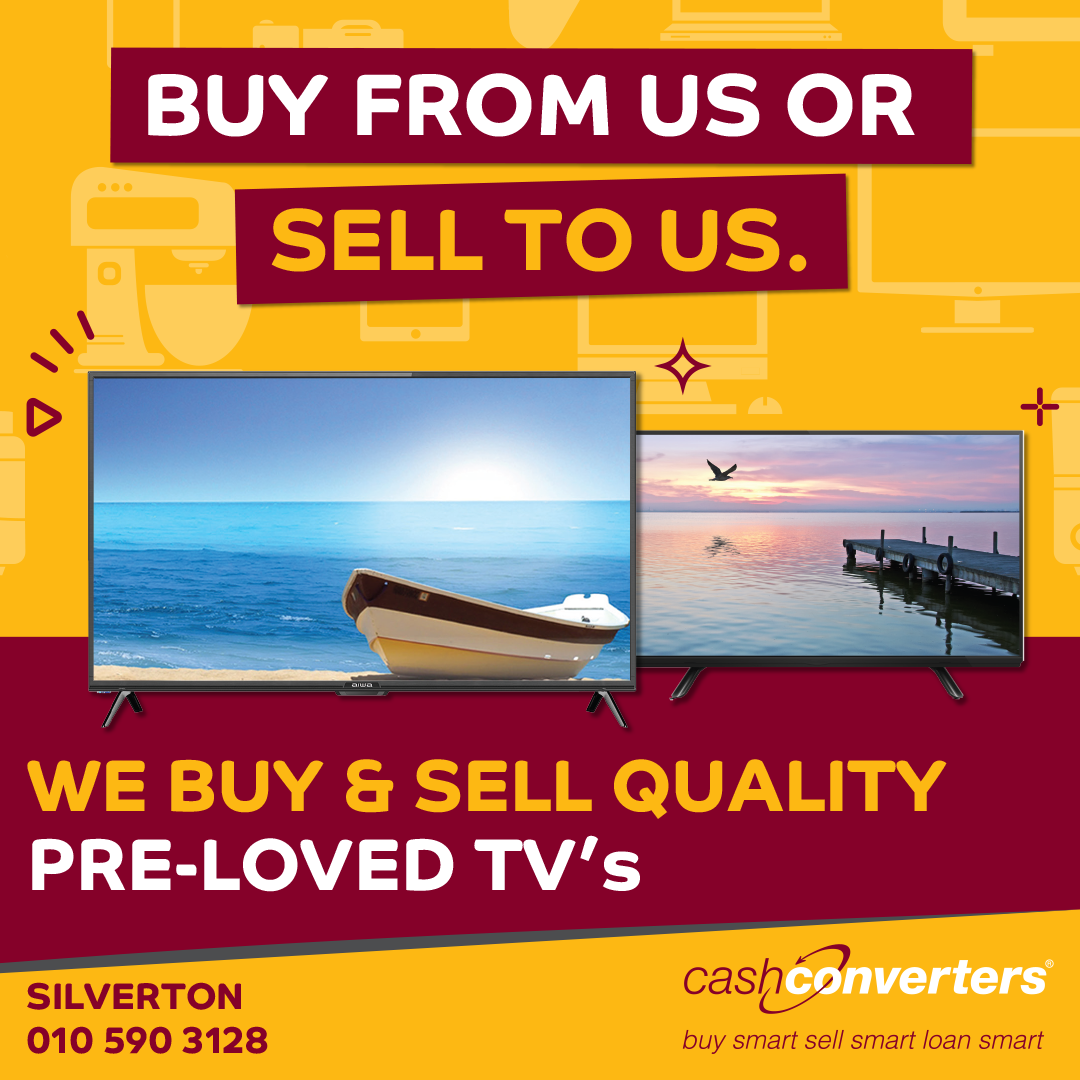 BUY FROM US OR
SELL TO US.
aiwa
WE BUY & SELL QUALITY
PRE-LOVED TV's
SILVERTON
010 590 3128
cashconverters®
buy smart sell smart loan smart